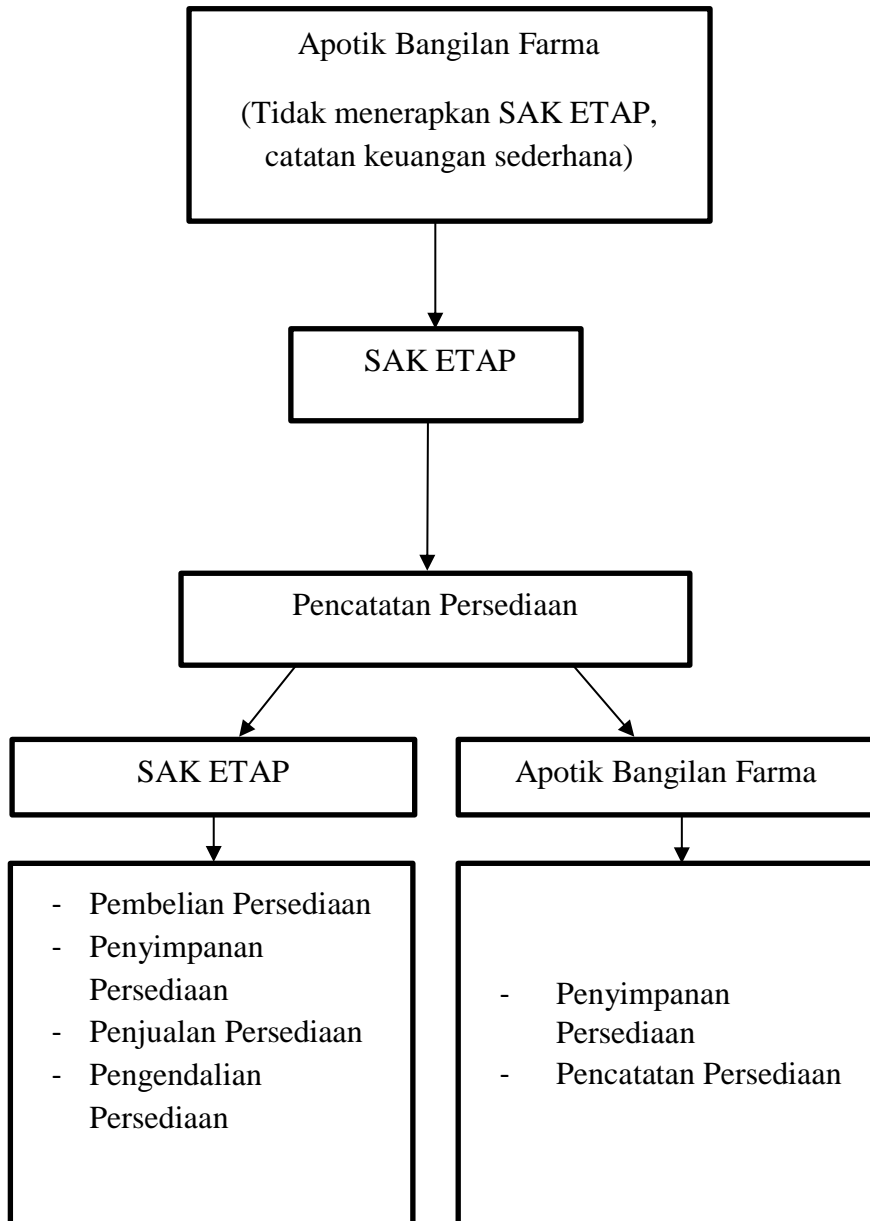 Apotik Bangilan Farma
(Tidak menerapkan SAK ETAP,
catatan keuangan sederhana)
SAK ETAP
Pencatatan Persediaan
SAK ETAP
Apotik Bangilan Farma
- Pembelian Persediaan
- Penyimpanan
Persediaan
- Penjualan Persediaan
- Pengendalian
Persediaan
- Penyimpanan
Persediaan
- Pencatatan Persediaan